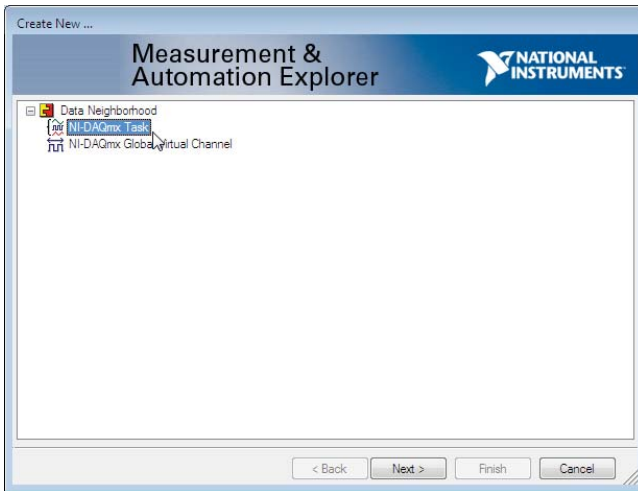 Create New ...
Measurement &
Automation Explorer
NATIONAL
INSTRUMENTS
Data Neighborhood
NI-DAQmx Task
NI-DAQmx Global Virtual Channel
< Back
Next >
Finish
Cancel